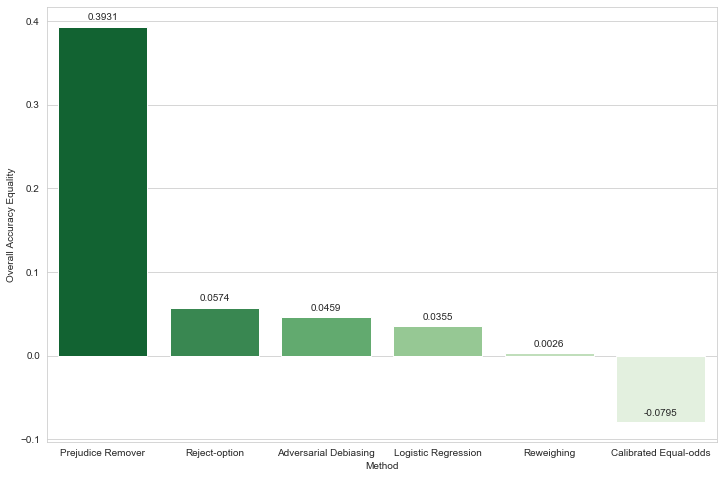 0.4
0.3
0.2
0.1
0.0
−0.1
Overall Accuracy Equality
0.3931
0.0574
0.0459
0.0355
0.0026
-0.0795
Prejudice Remover
Reject-option
Adversarial Debiasing
Logistic Regression
Reweighing
Calibrated Equal-odds
Method